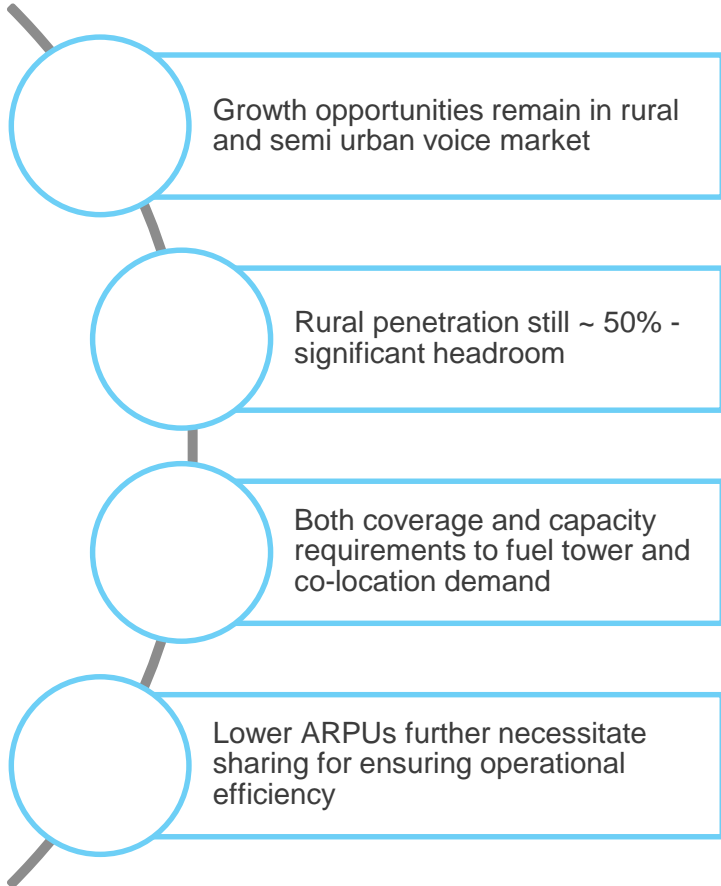 Growth opportunities remain in rural
and semi urban voice market
Rural penetration still ~ 50% -
significant headroom
Both coverage and capacity
requirements to fuel tower and
co-location demand
Lower ARPUs further necessitate
sharing for ensuring operational
efficiency